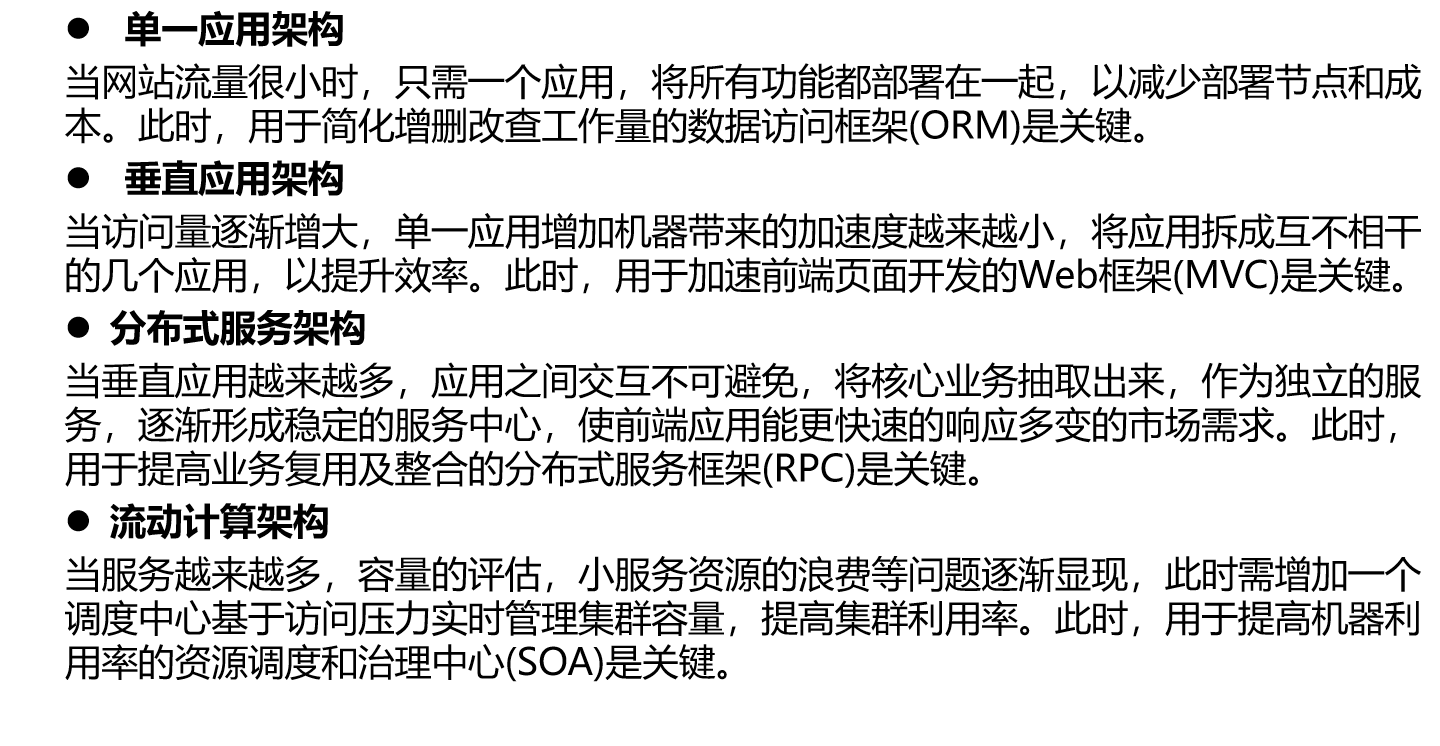 ● 单一应用架构
当网站流量很小时，只需一个应用，将所有功能都部署在一起，以减少部署节点和成
本。此时，用于简化增删改查工作量的数据访问框架(ORM)是关键。
● 垂直应用架构
当访问量逐渐增大，单一应用增加机器带来的加速度越来越小，将应用拆成互不相干
的几个应用，以提升效率。此时，用于加速前端页面开发的Web框架(MVC)是关键。
● 分布式服务架构
当垂直应用越来越多，应用之间交互不可避免，将核心业务抽取出来，作为独立的服
务，逐渐形成稳定的服务中心，使前端应用能更快速的响应多变的市场需求。此时，
用于提高业务复用及整合的分布式服务框架(RPC)是关键。
● 流动计算架构
当服务越来越多，容量的评估，小服务资源的浪费等问题逐渐显现，此时需增加一个
调度中心基于访问压力实时管理集群容量，提高集群利用率。此时，用于提高机器利
用率的资源调度和治理中心(SOA)是关键。